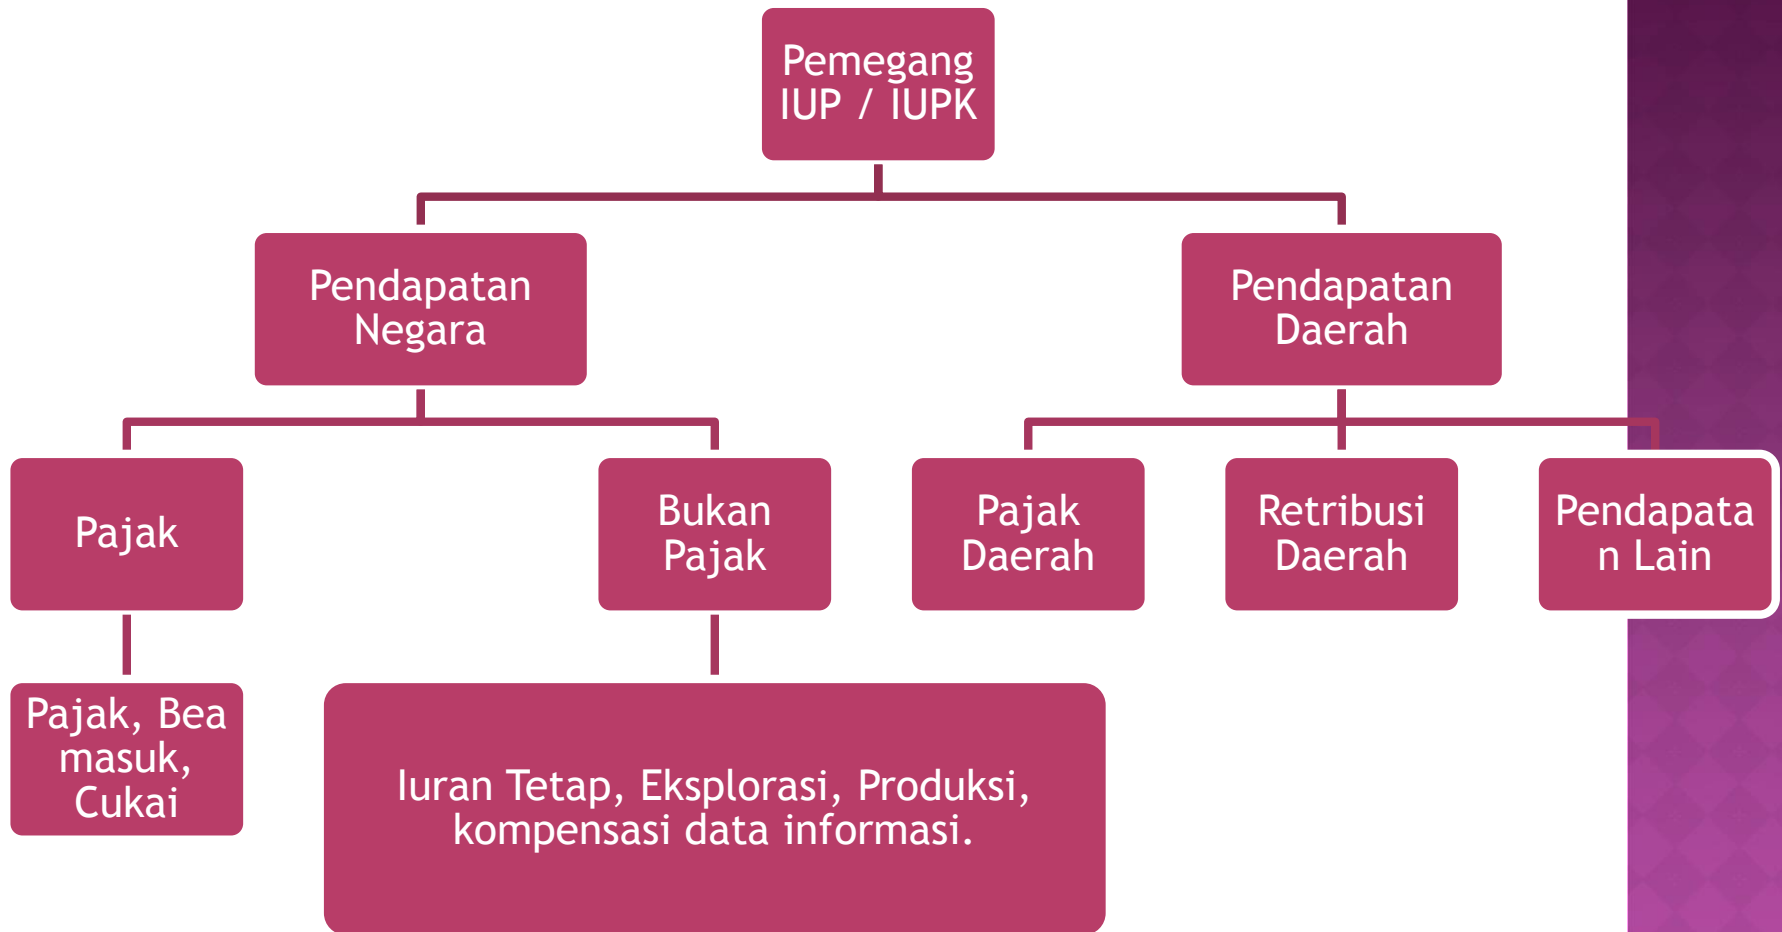 Pemegang
IUP / IUPK
Pendapatan
Negara
Pendapatan
Daerah
Pajak
Bukan
Pajak
Pajak
Daerah
Retribusi
Daerah
Pendapata
n Lain
Pajak, Bea
masuk,
Cukai
Iuran Tetap, Eksplorasi, Produksi,
kompensasi data informasi.